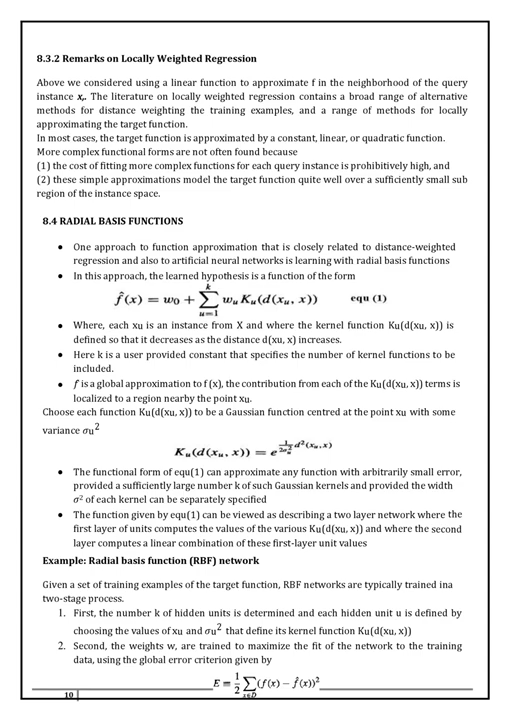 8.3.2 Remarks on Locally Weighted Regression
Above we considered using a linear function to approximate f in the neighborhood of the query
instance xq. The literature on locally weighted regression contains a broad range of alternative
methods for distance weighting the training examples, and a range of methods for locally
approximating the target function.
In most cases, the target function is approximated by a constant, linear, or quadratic function.
More complex functional forms are not often found because
(1) the cost of fitting more complex functions for each query instance is prohibitively high, and
(2) these simple approximations model the target function quite well over a sufficiently small sub
region of the instance space.
8.4 RADIAL BASIS FUNCTIONS
• One approach to function approximation that is closely related to distance-weighted
regression and also to artificial neural networks is learning with radial basis functions
• In this approach, the learned hypothesis is a function of the form
f̂(x) = w₀ + ∑ᵤ₌₁ᵏ wᵤ Kᵤ(d(xᵤ, x)) equ (1)
• Where, each xu is an instance from X and where the kernel function Ku(d(xu, x)) is
defined so that it decreases as the distance d(xu, x) increases.
• Here k is a user provided constant that specifies the number of kernel functions to be
included.
• f is a global approximation to f (x), the contribution from each of the Ku(d(xu, x)) terms is
localized to a region nearby the point xu.
Choose each function Ku(d(xu, x)) to be a Gaussian function centred at the point xu with some
variance σu²
Kᵤ(d(xᵤ, x)) = e^(1/(2σᵤ²) d²(xᵤ, x))
• The functional form of equ(1) can approximate any function with arbitrarily small error,
provided a sufficiently large number k of such Gaussian kernels and provided the width
σ² of each kernel can be separately specified
• The function given by equ(1) can be viewed as describing a two layer network where the
first layer of units computes the values of the various Ku(d(xu, x)) and where the second
layer computes a linear combination of these first-layer unit values
Example: Radial basis function (RBF) network
Given a set of training examples of the target function, RBF networks are typically trained ina
two-stage process.
1. First, the number k of hidden units is determined and each hidden unit u is defined by
choosing the values of xu and σu² that define its kernel function Ku(d(xu, x))
2. Second, the weights w, are trained to maximize the fit of the network to the training
data, using the global error criterion given by
E ≡ 1/2 ∑ₓ∈D (f(x) − f̂(x))²
10